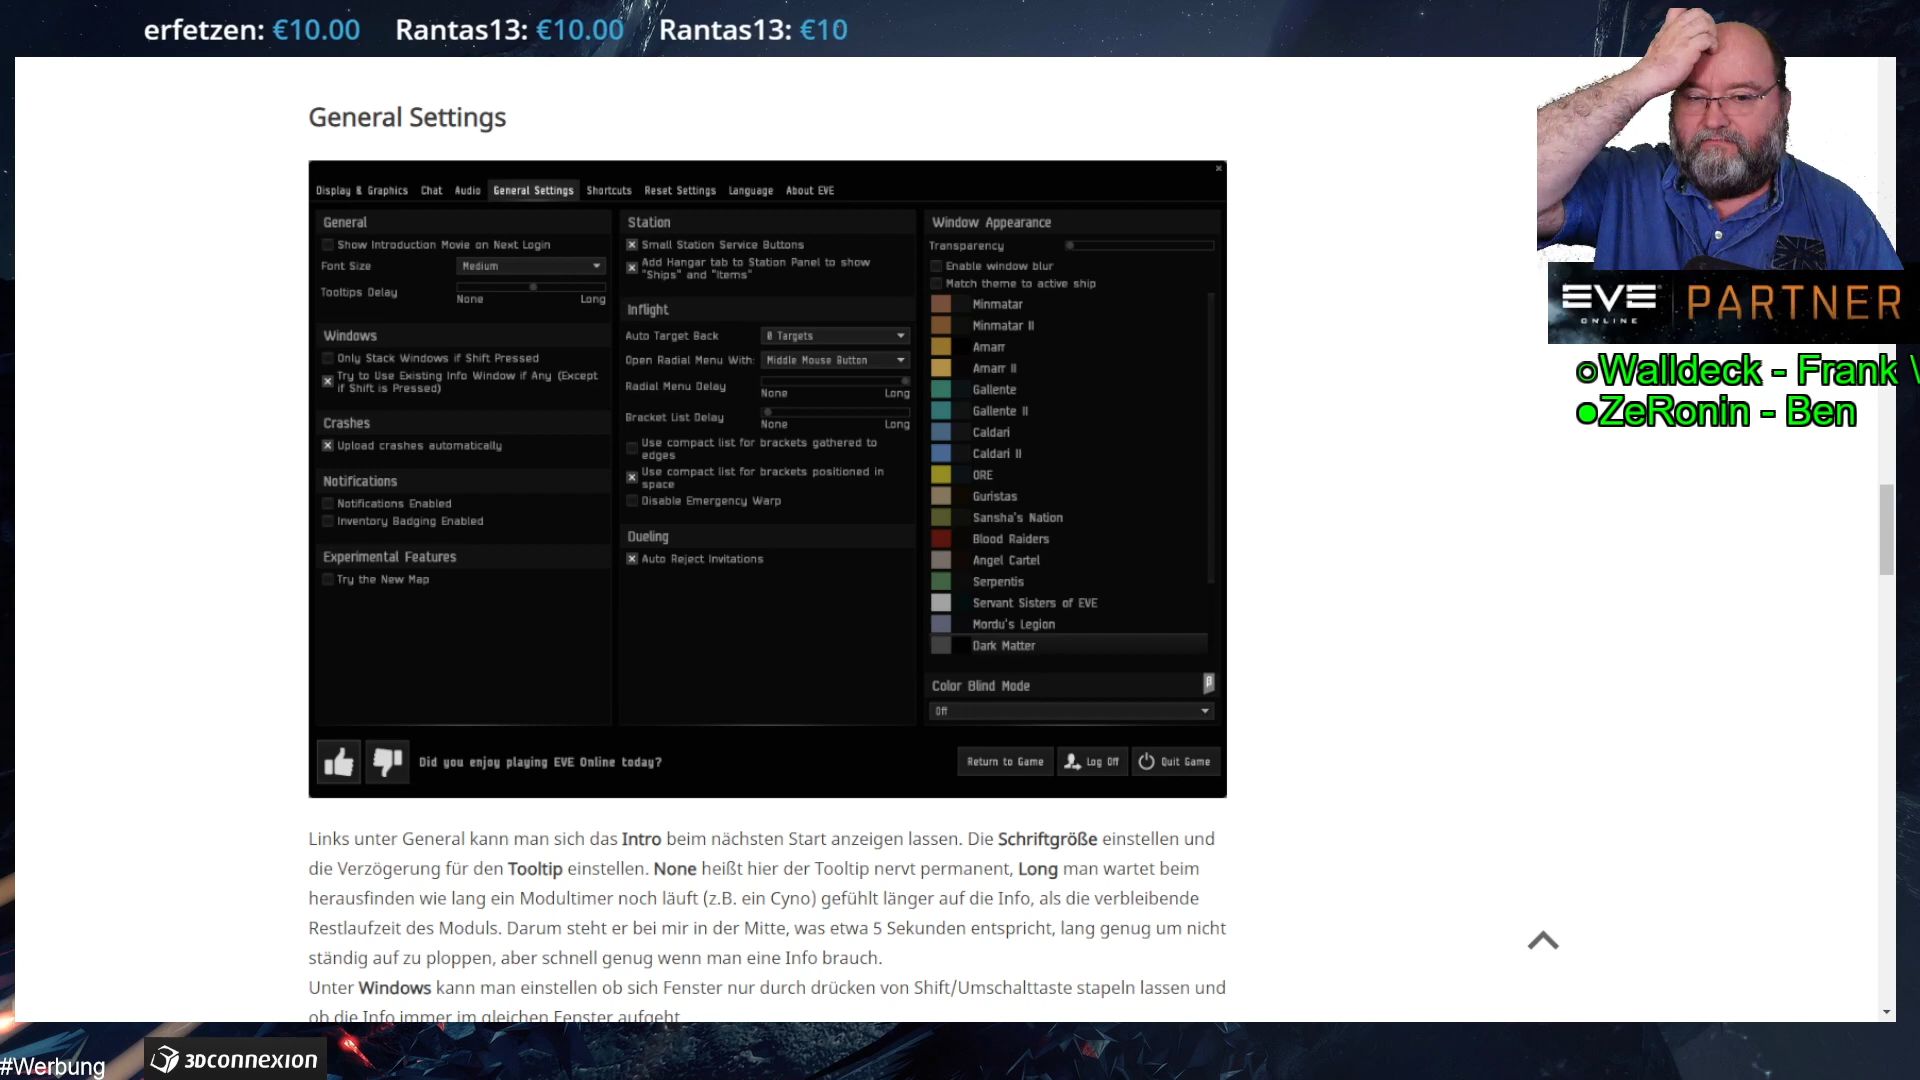 erfetzen: €10.00 Rantas13: €10.00 Rantas13: €10
General Settings
Display & Graphics Chat Audio General Settings Shortcuts Reset Settings Language About EVE
General
Show Introduction Movie on Next Login
Font Size Medium
Tooltips Delay
None Long
Windows
Only Stack Windows if Shift Pressed
Try to Use Existing Info Window if Any (Except
if Shift is Pressed)
Crashes
Upload crashes automatically
Notifications
Notifications Enabled
Inventory Badging Enabled
Experimental Features
Try the New Map
Station
Small Station Service Buttons
Add Hangar tab to Station Panel to show
"Ships" and "Items"
Inflight
Auto Target Back 0 Targets
Open Radial Menu With: Middle Mouse Button
Radial Menu Delay
None Long
Bracket List Delay
None Long
Use compact list for brackets gathered to
edges
Use compact list for brackets positioned in
space
Disable Emergency Warp
Dueling
Auto Reject Invitations
Window Appearance
Transparency
Enable window blur
Match theme to active ship
Minmatar
Minmatar II
Amarr
Amarr II
Gallente
Gallente II
Caldari
Caldari II
ORE
Guristas
Sansha's Nation
Blood Raiders
Angel Cartel
Serpentis
Servant Sisters of EVE
Mordu's Legion
Dark Matter
Color Blind Mode β
Off
Did you enjoy playing EVE Online today?
Return to Game Log Off Quit Game
Links unter General kann man sich das Intro beim nächsten Start anzeigen lassen. Die Schriftgröße einstellen und
die Verzögerung für den Tooltip einstellen. None heißt hier der Tooltip nervt permanent, Long man wartet beim
herausfinden wie lang ein Modultimer noch läuft (z.B. ein Cyno) gefühlt länger auf die Info, als die verbleibende
Restlaufzeit des Moduls. Darum steht er bei mir in der Mitte, was etwa 5 Sekunden entspricht, lang genug um nicht
ständig auf zu ploppen, aber schnell genug wenn man eine Info brauch.
Unter Windows kann man einstellen ob sich Fenster nur durch drücken von Shift/Umschalttaste stapeln lassen und
ob die Info immer im gleichen Fenster aufgeht
EVE ONLINE PARTNER
Walldeck - Frank
ZeRonin - Ben
#Werbung
3DCONNEXION